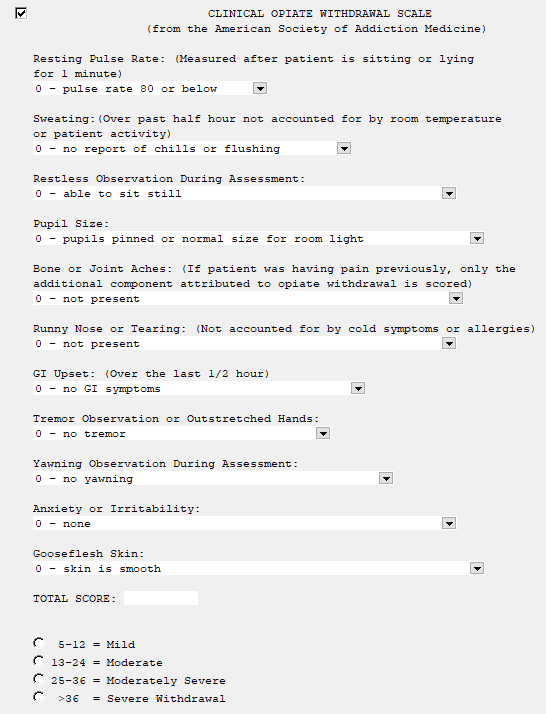 CLINICAL OPIATE WITHDRAWAL SCALE
(from the American Society of Addiction Medicine)
Resting Pulse Rate: (Measured after patient is sitting or lying
for 1 minute)
0 - pulse rate 80 or below
Sweating:(Over past half hour not accounted for by room temperature
or patient activity)
0 - no report of chills or flushing
Restless Observation During Assessment:
0 - able to sit still
Pupil Size:
0 - pupils pinned or normal size for room light
Bone or Joint Aches: (If patient was having pain previously, only the
additional component attributed to opiate withdrawal is scored)
0 - not present
Runny Nose or Tearing: (Not accounted for by cold symptoms or allergies)
0 - not present
GI Upset: (Over the last 1/2 hour)
0 - no GI symptoms
Tremor Observation or Outstretched Hands:
0 - no tremor
Yawning Observation During Assessment:
0 - no yawning
Anxiety or Irritability:
0 - none
Gooseflesh Skin:
0 - skin is smooth
TOTAL SCORE:
5-12 = Mild
13-24 = Moderate
25-36 = Moderately Severe
>36 = Severe Withdrawal